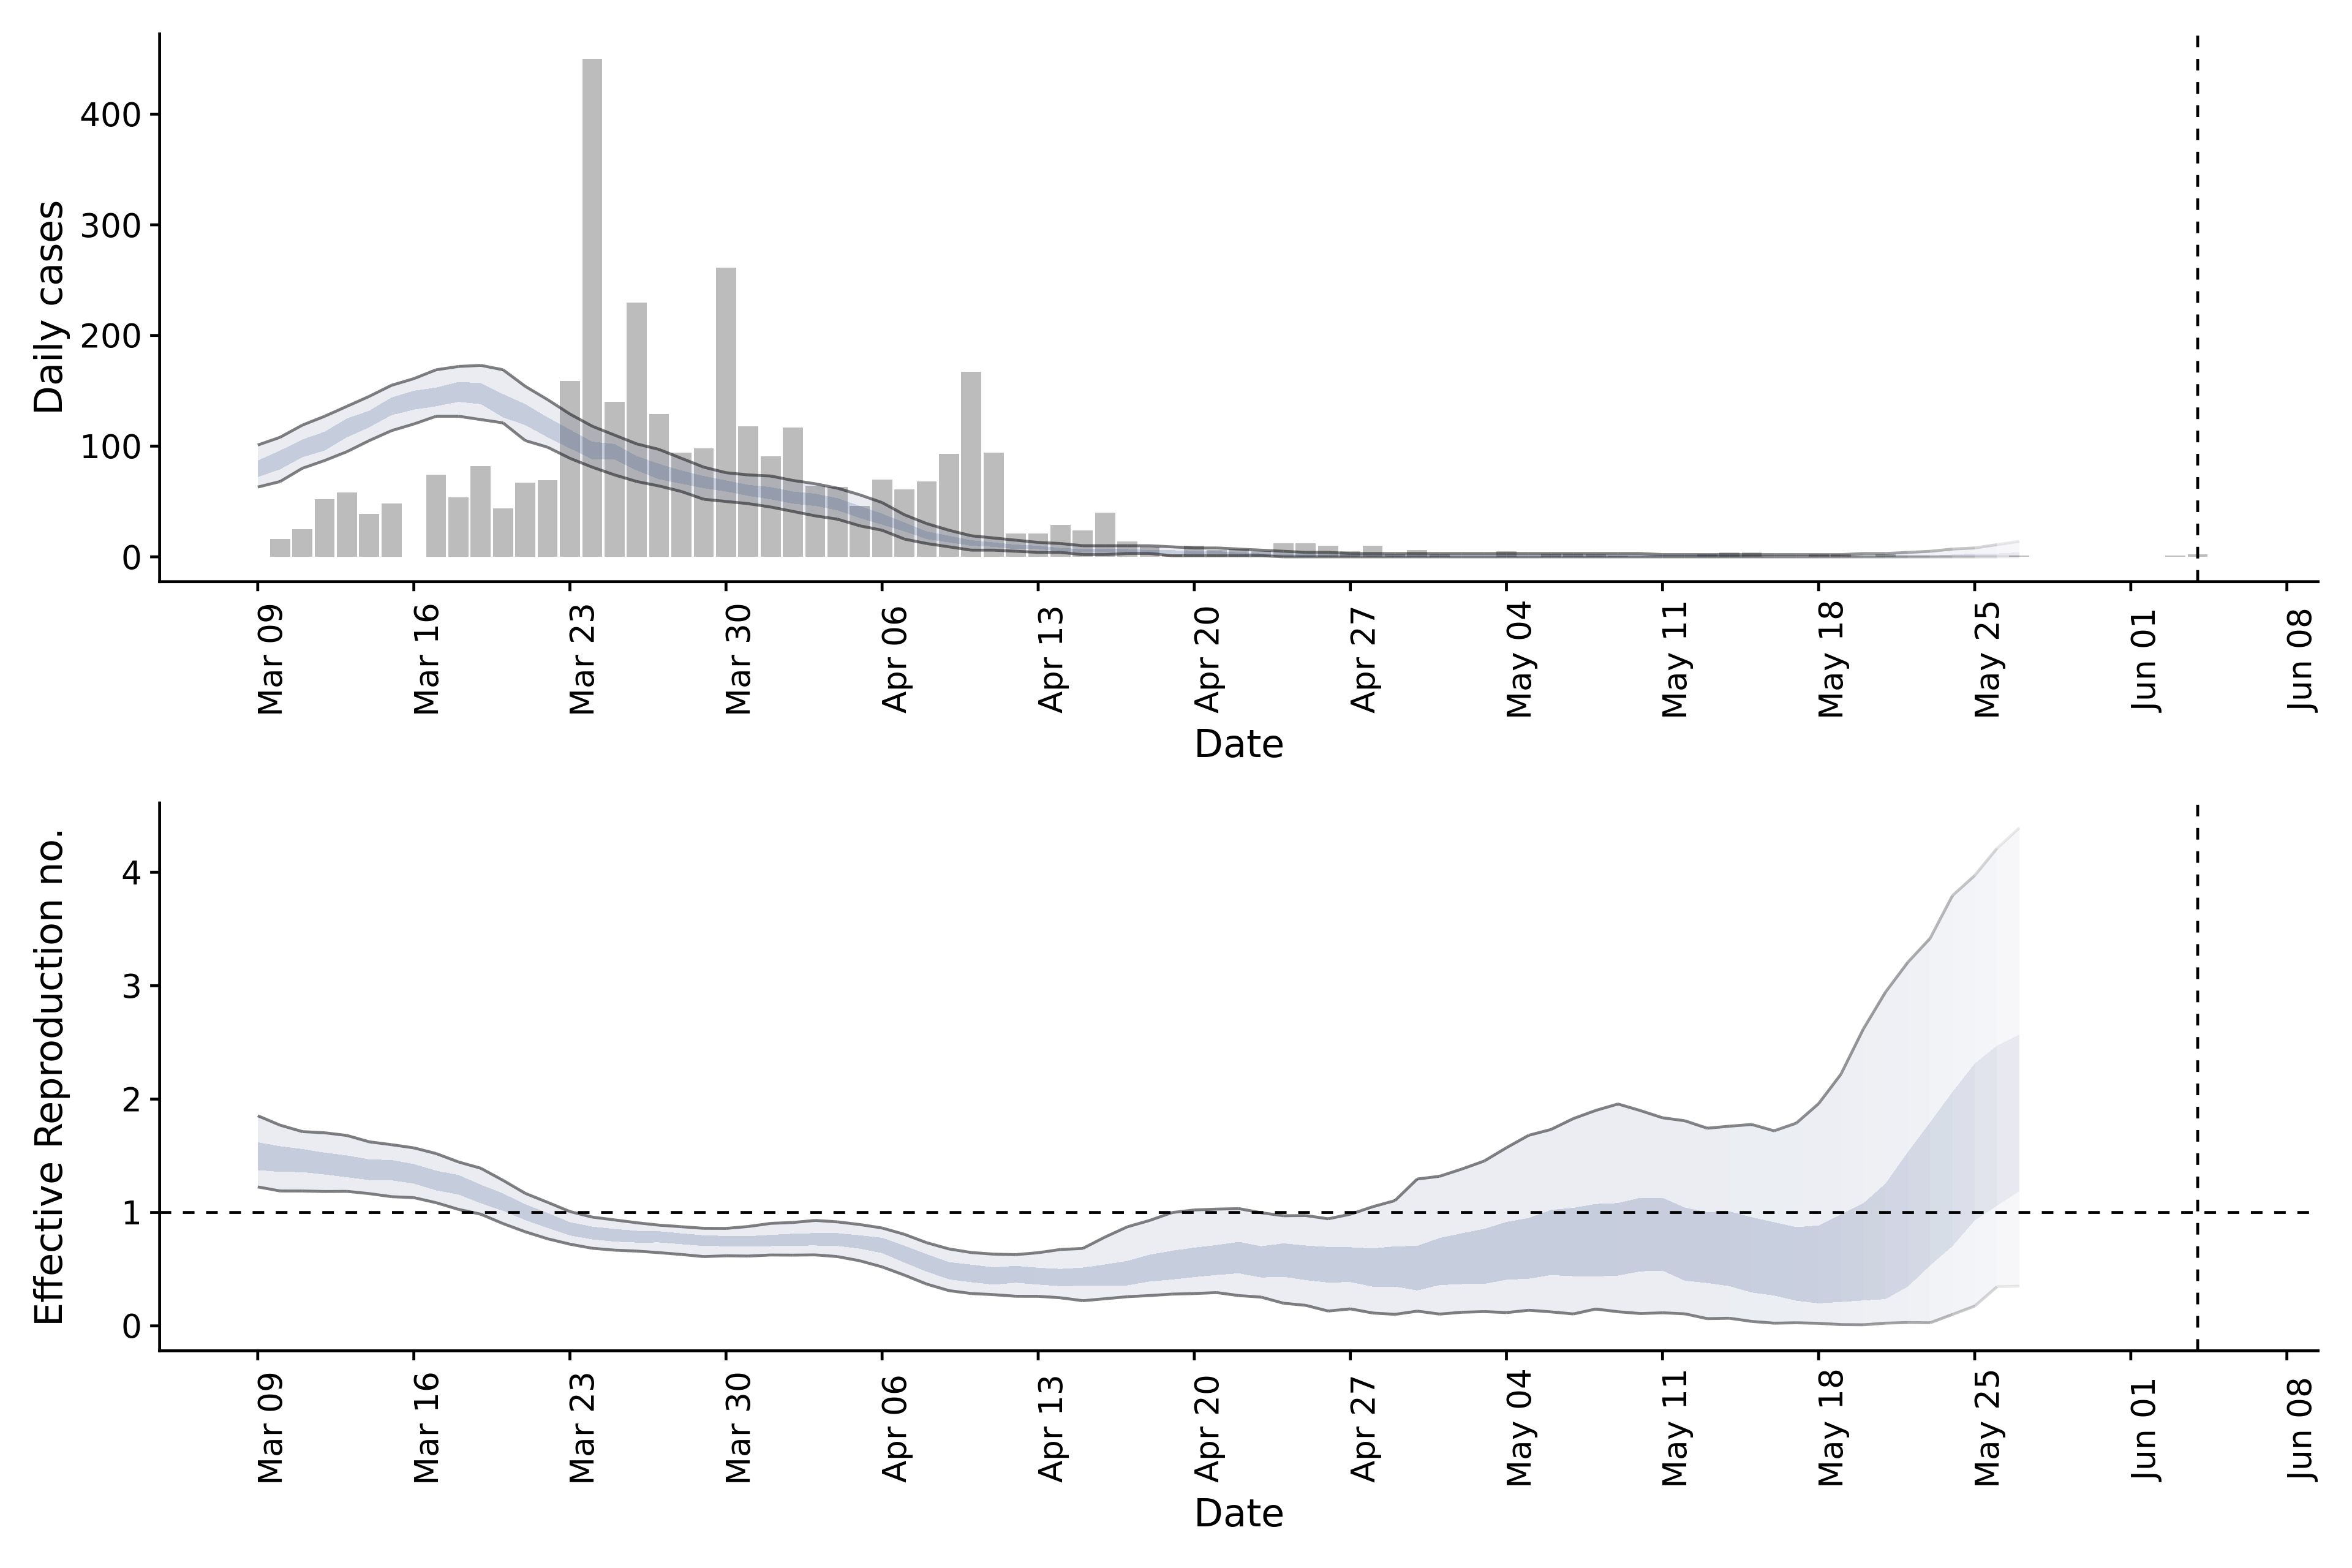 Daily cases
400
300
200
100
0
Mar 09
Mar 16
Mar 23
Mar 30
Apr 06
Apr 13
Apr 20
Apr 27
May 04
May 11
May 18
May 25
Jun 01
Jun 08
Date
Effective Reproduction no.
4
3
2
1
0
Mar 09
Mar 16
Mar 23
Mar 30
Apr 06
Apr 13
Apr 20
Apr 27
May 04
May 11
May 18
May 25
Jun 01
Jun 08
Date